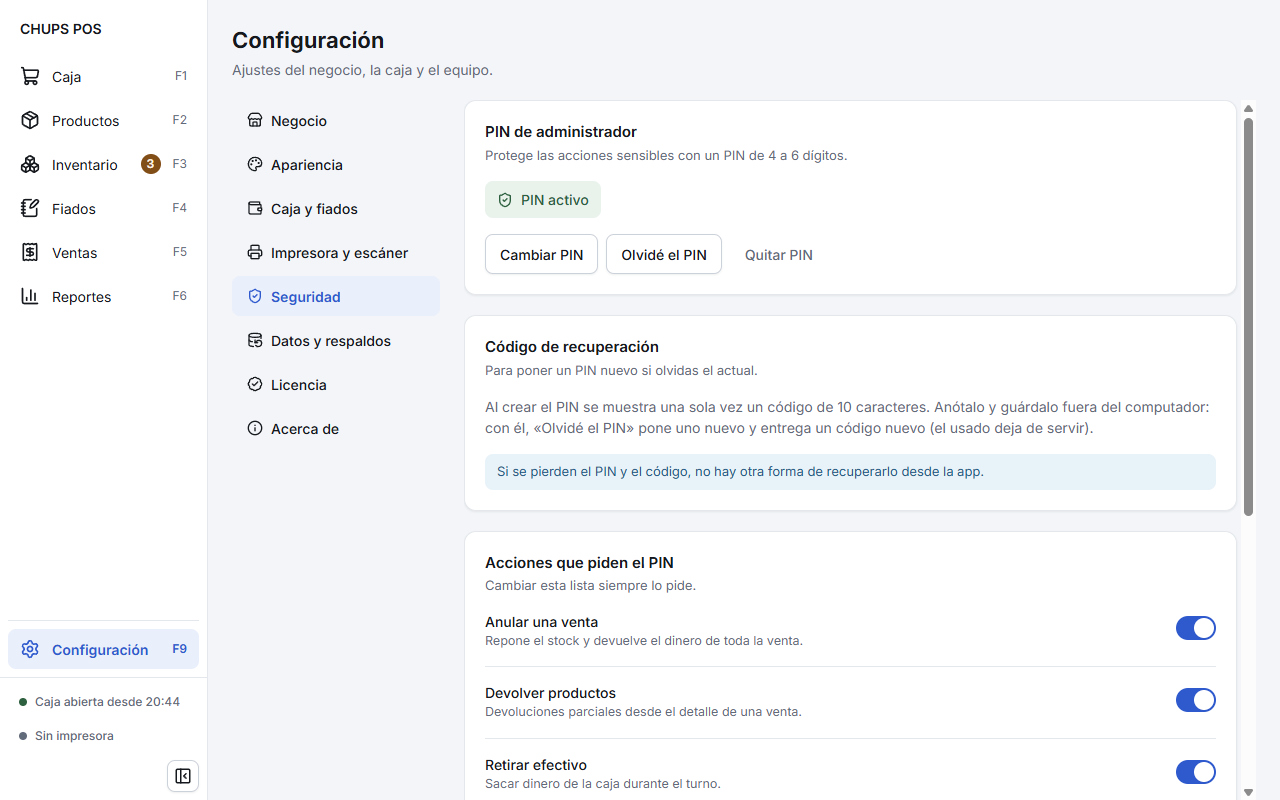 CHUPS POS
Caja F1
Productos F2
Inventario 3 F3
Fiados F4
Ventas F5
Reportes F6
Configuración F9
Caja abierta desde 20:44
Sin impresora
Configuración
Ajustes del negocio, la caja y el equipo.
Negocio
Apariencia
Caja y fiados
Impresora y escáner
Seguridad
Datos y respaldos
Licencia
Acerca de
PIN de administrador
Protege las acciones sensibles con un PIN de 4 a 6 dígitos.
PIN activo
Cambiar PIN Olvidé el PIN Quitar PIN
Código de recuperación
Para poner un PIN nuevo si olvidas el actual.
Al crear el PIN se muestra una sola vez un código de 10 caracteres. Anótalo y guárdalo fuera del computador:
con él, «Olvidé el PIN» pone uno nuevo y entrega un código nuevo (el usado deja de servir).
Si se pierden el PIN y el código, no hay otra forma de recuperarlo desde la app.
Acciones que piden el PIN
Cambiar esta lista siempre lo pide.
Anular una venta
Repone el stock y devuelve el dinero de toda la venta.
Devolver productos
Devoluciones parciales desde el detalle de una venta.
Retirar efectivo
Sacar dinero de la caja durante el turno.